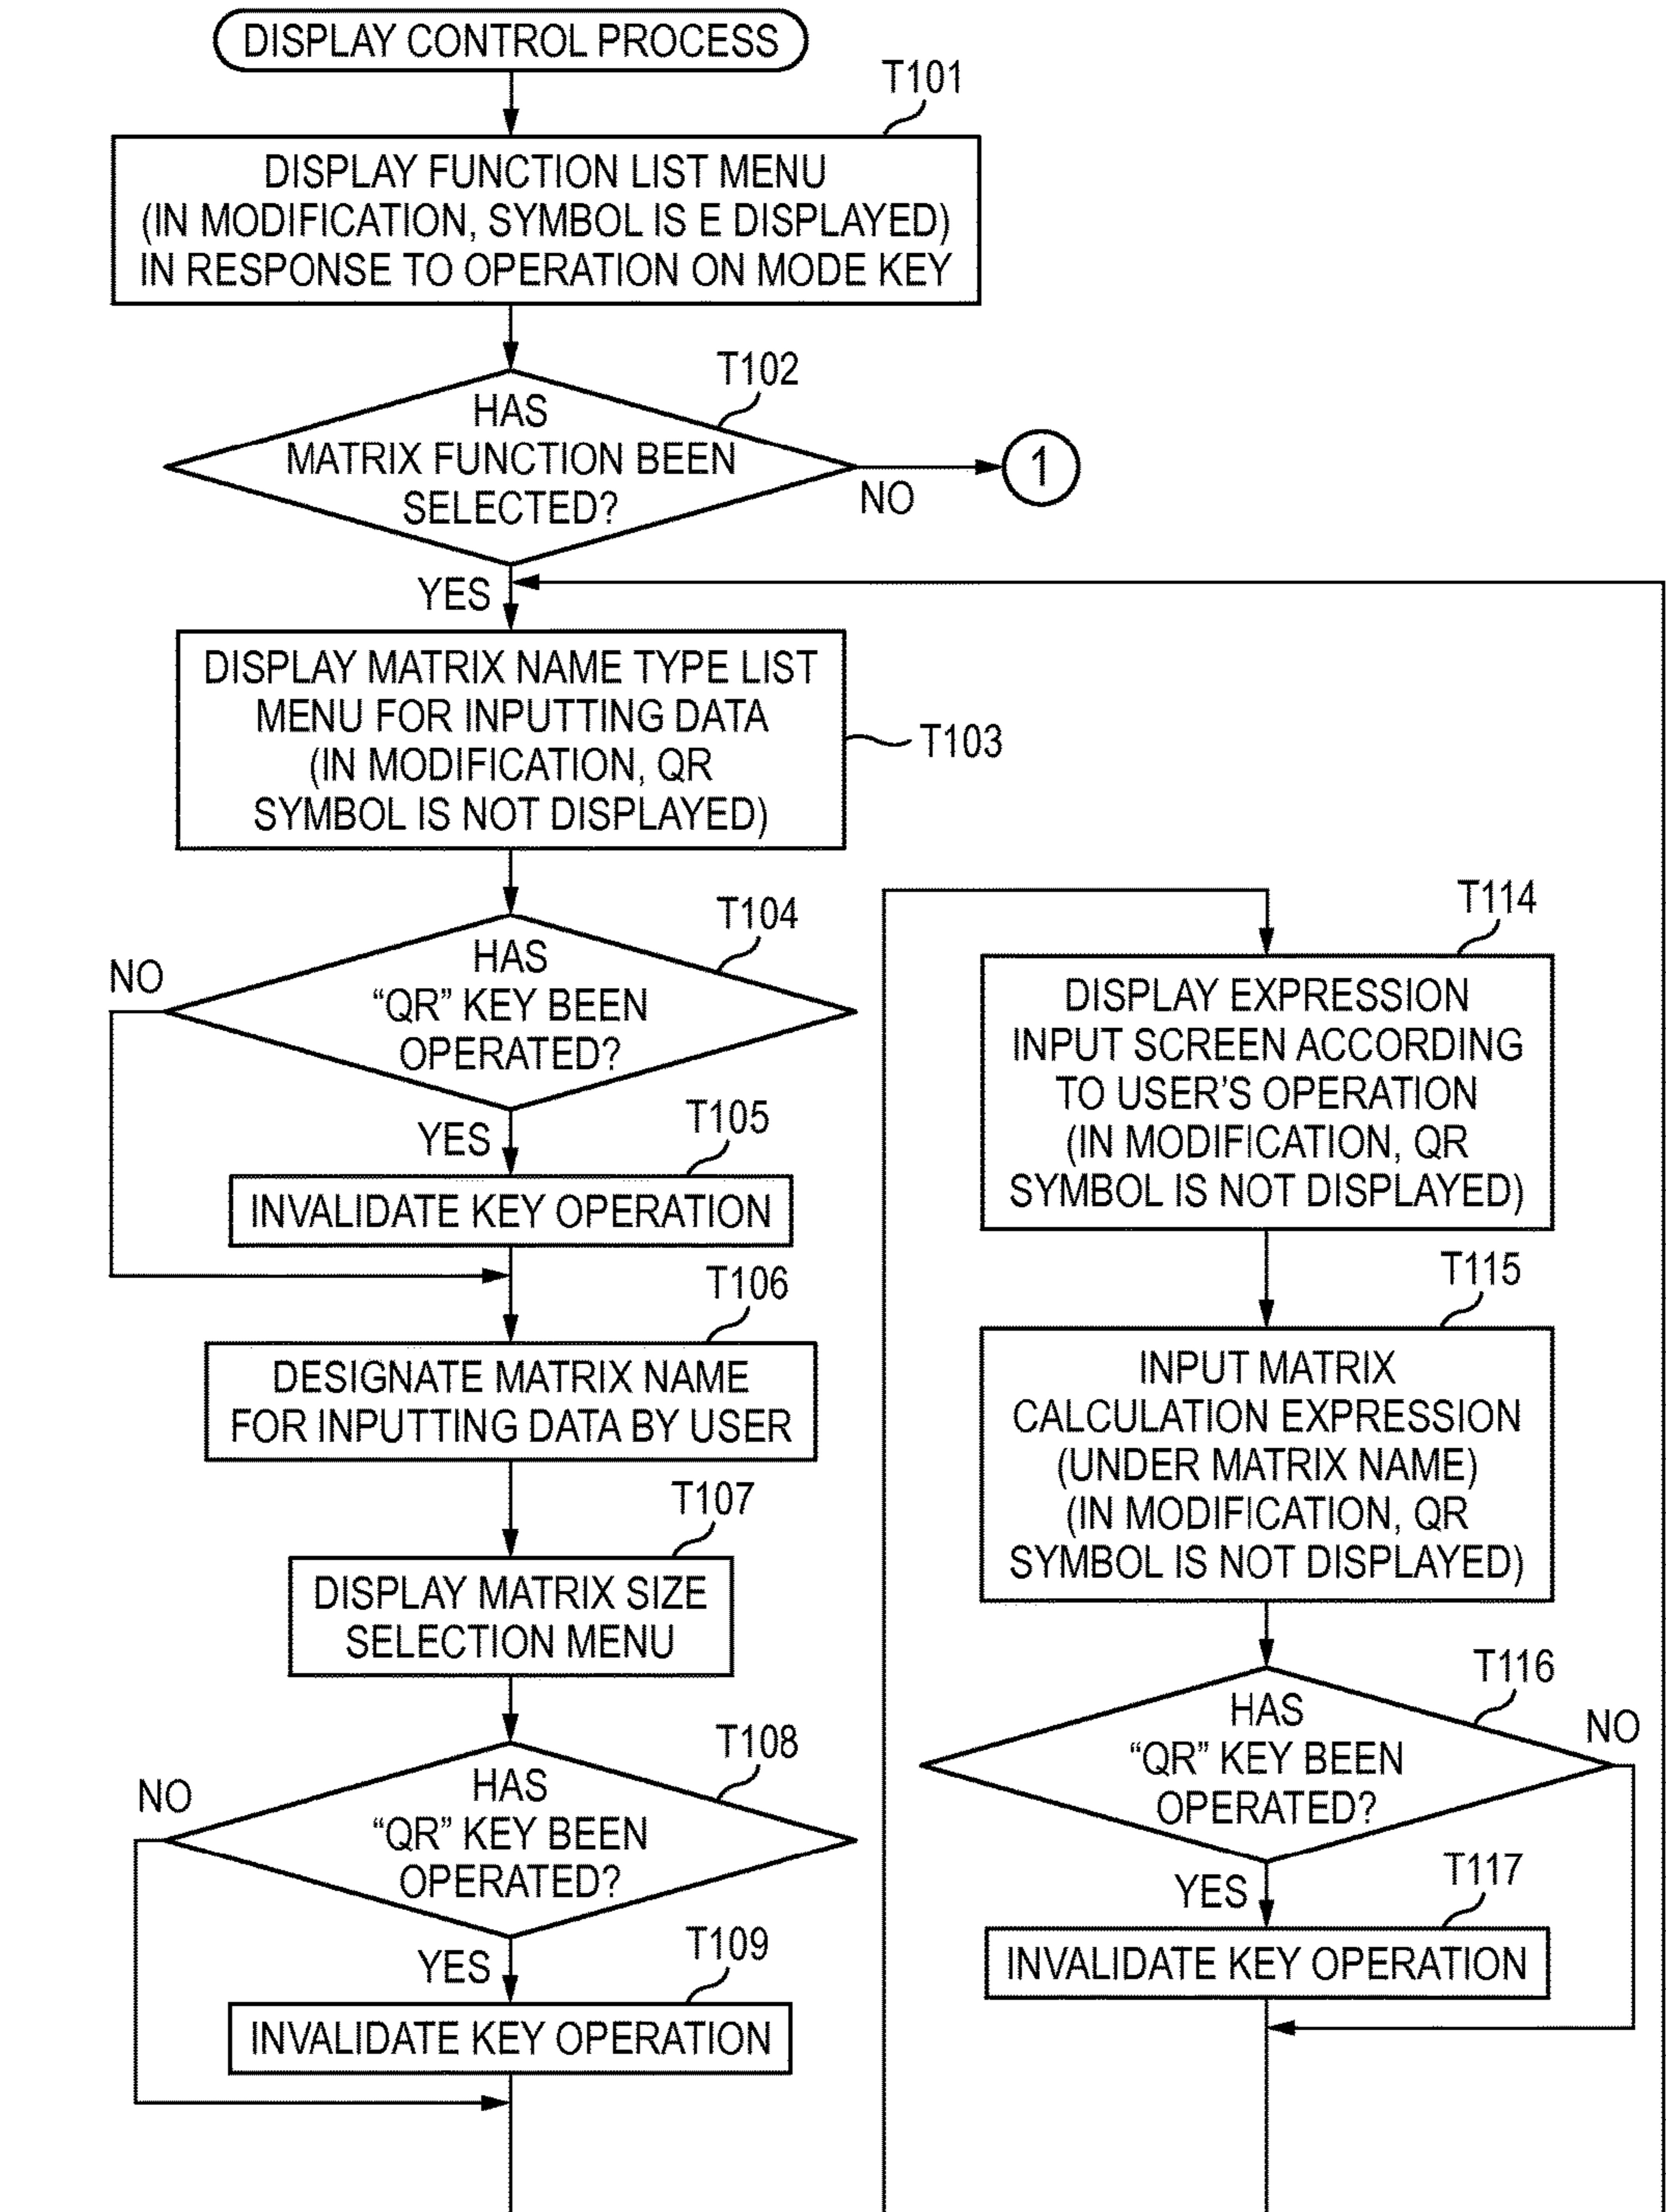 DISPLAY CONTROL PROCESS
T101
DISPLAY FUNCTION LIST MENU
(IN MODIFICATION, SYMBOL IS E DISPLAYED)
IN RESPONSE TO OPERATION ON MODE KEY
T102
HAS
MATRIX FUNCTION BEEN
SELECTED?
NO
1
YES
DISPLAY MATRIX NAME TYPE LIST
MENU FOR INPUTTING DATA
(IN MODIFICATION, QR
SYMBOL IS NOT DISPLAYED)
T103
T104
HAS
“QR” KEY BEEN
OPERATED?
NO
YES
T105
INVALIDATE KEY OPERATION
T106
DESIGNATE MATRIX NAME
FOR INPUTTING DATA BY USER
T107
DISPLAY MATRIX SIZE
SELECTION MENU
T108
HAS
“QR” KEY BEEN
OPERATED?
NO
YES
T109
INVALIDATE KEY OPERATION
T114
DISPLAY EXPRESSION
INPUT SCREEN ACCORDING
TO USER’S OPERATION
(IN MODIFICATION, QR
SYMBOL IS NOT DISPLAYED)
T115
INPUT MATRIX
CALCULATION EXPRESSION
(UNDER MATRIX NAME)
(IN MODIFICATION, QR
SYMBOL IS NOT DISPLAYED)
T116
HAS
“QR” KEY BEEN
OPERATED?
NO
YES
T117
INVALIDATE KEY OPERATION